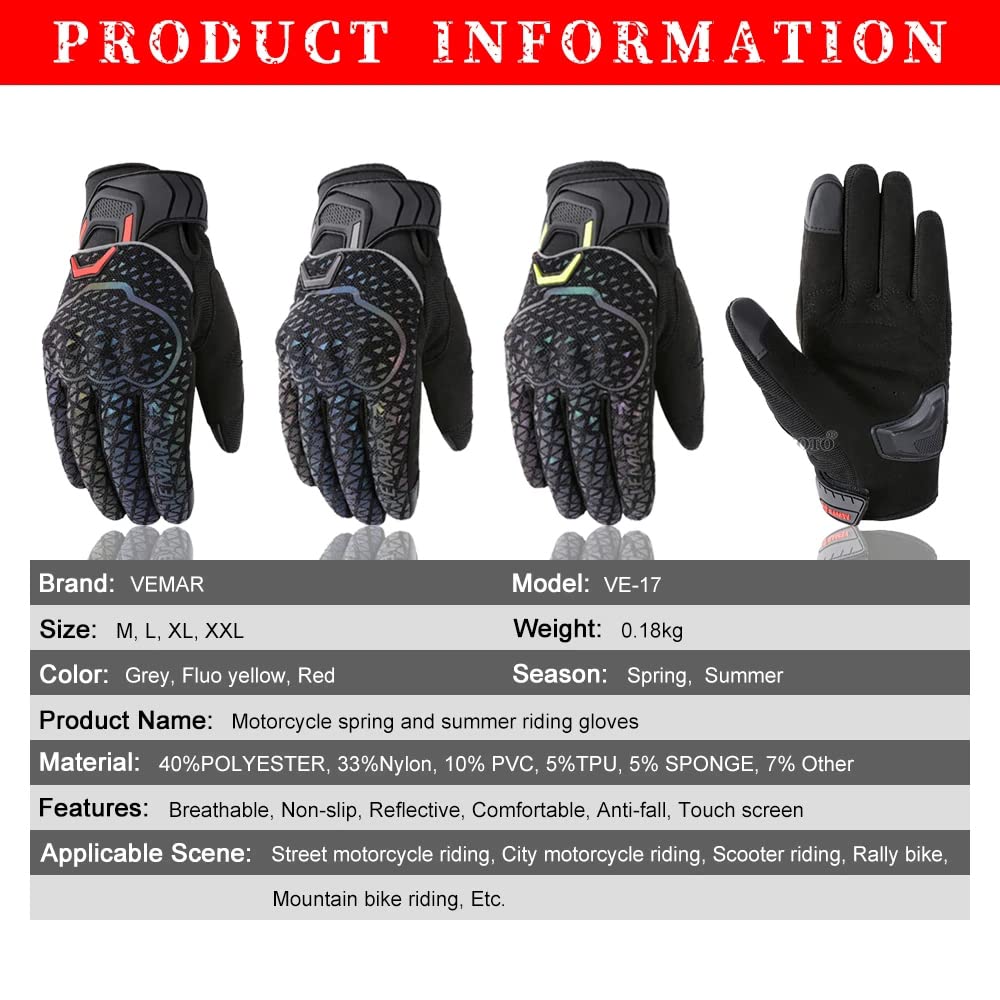 PRODUCT INFORMATION
VEMAR
VEMAR
VEMAR
OTO®
VEMAR
Brand: VEMAR Model: VE-17
Size: M, L, XL, XXL Weight: 0.18kg
Color: Grey, Fluo yellow, Red Season: Spring, Summer
Product Name: Motorcycle spring and summer riding gloves
Material: 40%POLYESTER, 33%Nylon, 10% PVC, 5%TPU, 5% SPONGE, 7% Other
Features: Breathable, Non-slip, Reflective, Comfortable, Anti-fall, Touch screen
Applicable Scene: Street motorcycle riding, City motorcycle riding, Scooter riding, Rally bike,
Mountain bike riding, Etc.